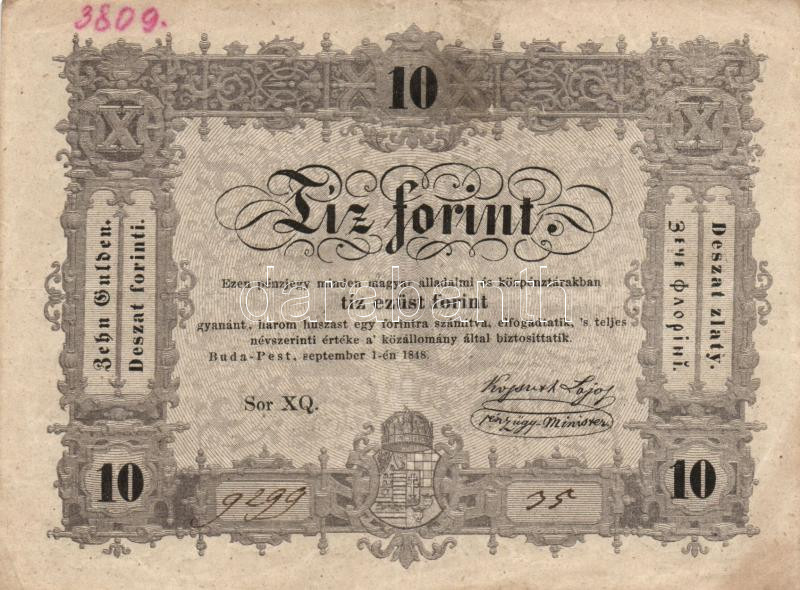 3809.
10
X
X
Tiz forint.
Ezen pénzjegy minden magyar álladalmi és közpénztárakban
tiz ezüst forint
gyanánt, három huszast egy forintra számitva, elfogadtatik, 's teljes
névszerinti értéke a' közállomány által biztosittatik.
Buda-Pest, september 1-én 1848.
Zehn Gulden.
Deszat forinti.
Deszat zlaty.
Sor XQ.
Kossuth Lajos
pénzügy-Minister
10
9299
35
10
darabanth